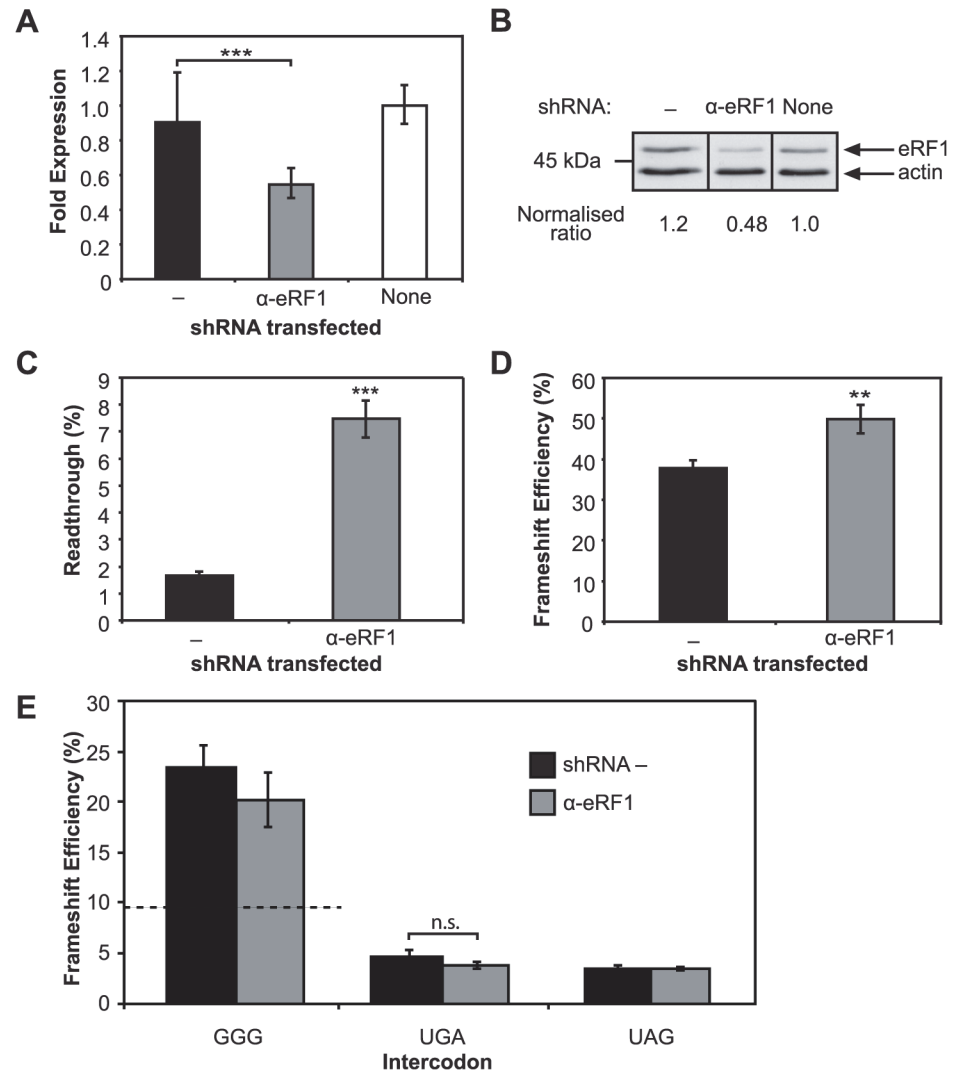 A
Fold Expression
1.4
1.2
1.0
0.8
0.6
0.4
0.2
0
***
– α-eRF1 None
shRNA transfected
B
shRNA: – α-eRF1 None
45 kDa
eRF1
actin
Normalised
ratio
1.2 0.48 1.0
C
Readthrough (%)
9
8
7
6
5
4
3
2
1
0
***
– α-eRF1
shRNA transfected
D
Frameshift Efficiency (%)
60
50
40
30
20
10
0
**
– α-eRF1
shRNA transfected
E
Frameshift Efficiency (%)
30
25
20
15
10
5
0
n.s.
shRNA –
α-eRF1
GGG UGA UAG
Intercodon